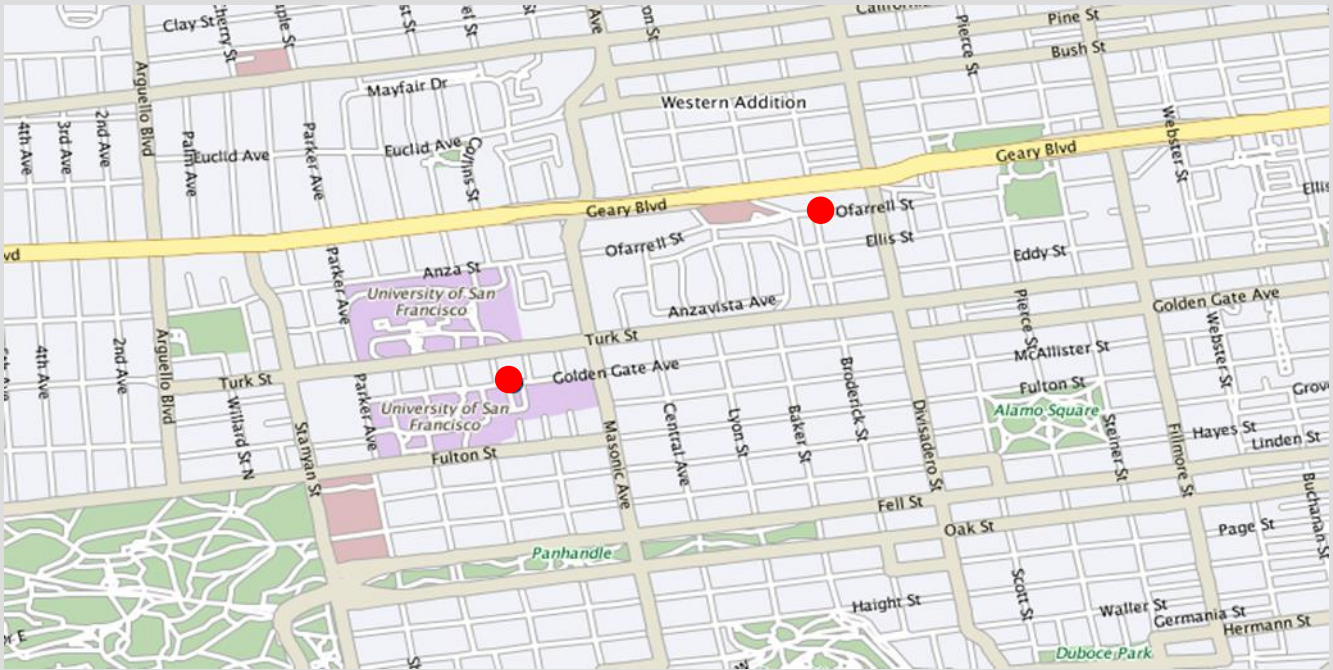 Clay St
Pine St
Bush St
Pierce St
Arguello Blvd
Mayfair Dr
Western Addition
4th Ave
3rd Ave
2nd Ave
Palm Ave
Euclid Ave
Parker Ave
Euclid Ave
Collins St
Webster St
Geary Blvd
Geary Blvd
Ofarrell St
Ofarrell St
Ellis St
Eddy St
Parker Ave
Anza St
University of San
Francisco
Anzavista Ave
Golden Gate Ave
Pierce St
Webster St
Arguello Blvd
4th Ave
2nd Ave
Turk St
McAllister St
Golden Gate Ave
Turk St
Fulton St
Willard St N
Parker Ave
University of San
Francisco
Alamo Square
Central Ave
Lyon St
Baker St
Broderick St
Divisadero St
Steiner St
Hayes St
Linden St
Stanyan St
Fulton St
Masonic Ave
Fillmore St
Buchanan St
Fell St
Oak St
Page St
Panhandle
Scott St
Haight St
Waller St
Germania St
Hermann St
Duboce Park